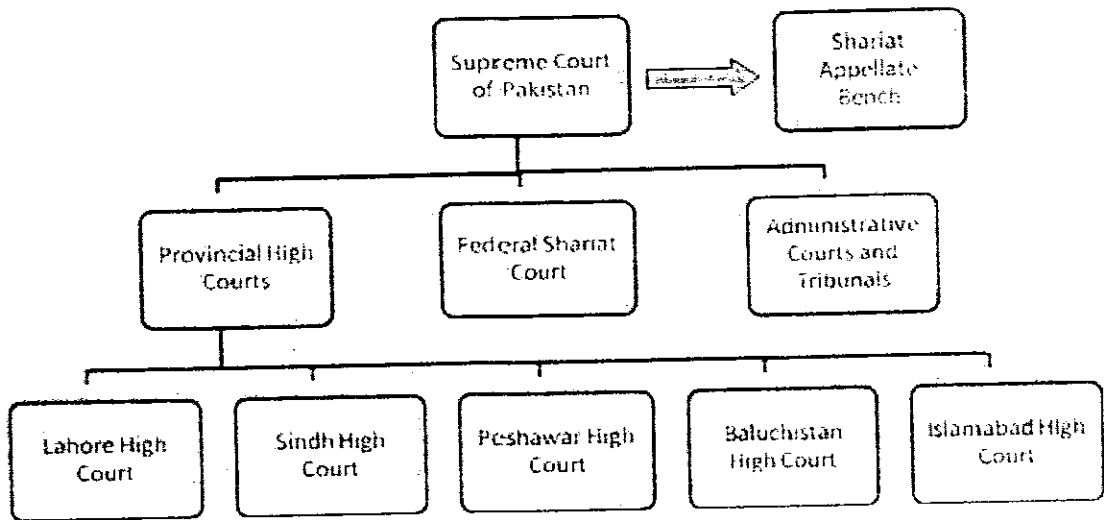 Supreme Court
of Pakistan
Shariat
Appellate
Bench
Provincial High
Courts
Federal Shariat
Court
Administrative
Courts and
Tribunals
Lahore High
Court
Sindh High
Court
Peshawar High
Court
Baluchistan
High Court
Islamabad High
Court